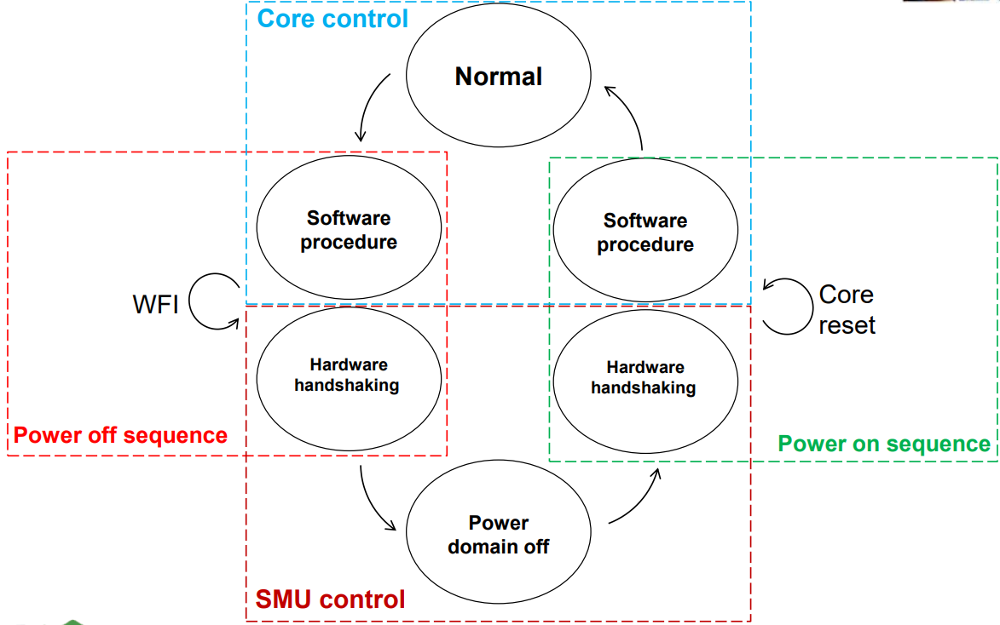 Core control
Normal
Software
procedure
Software
procedure
WFI
Core
reset
Hardware
handshaking
Hardware
handshaking
Power off sequence
Power on sequence
Power
domain off
SMU control